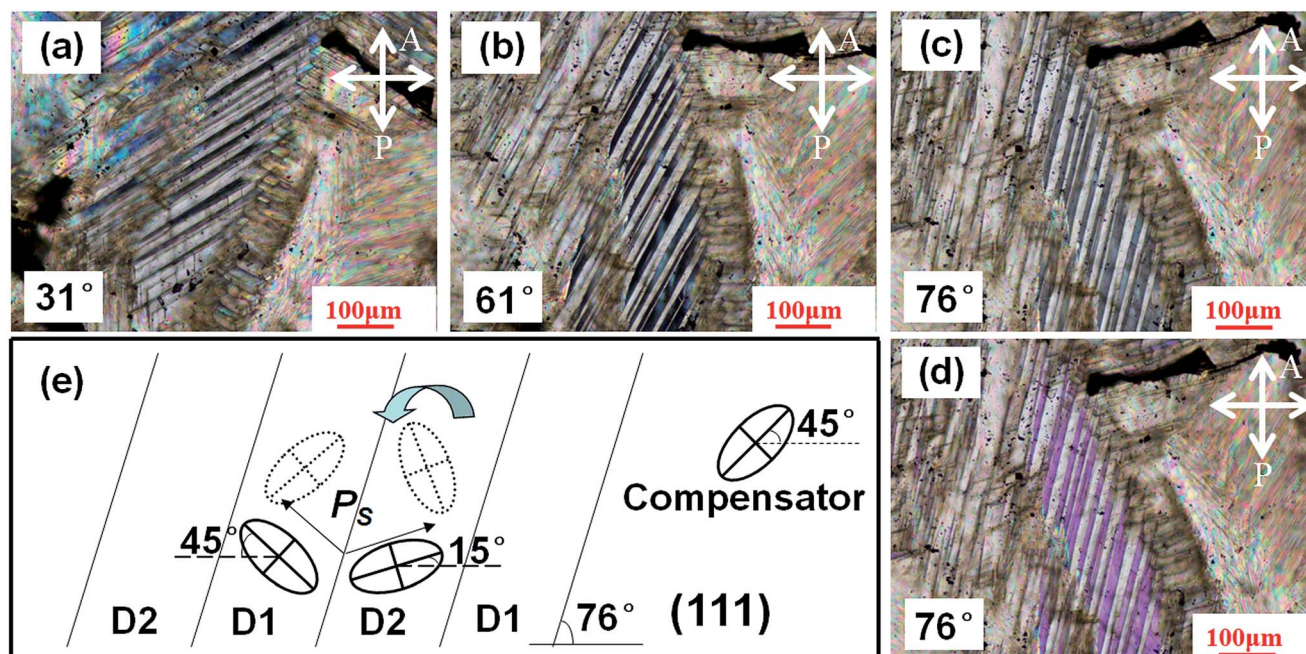 (a)
A
P
31°
100μm
(b)
A
P
61°
100μm
(c)
A
P
76°
100μm
(d)
A
P
76°
100μm
(e)
45°
Compensator
Ps
45°
15°
D2 D1 D2 D1
76°
(111)